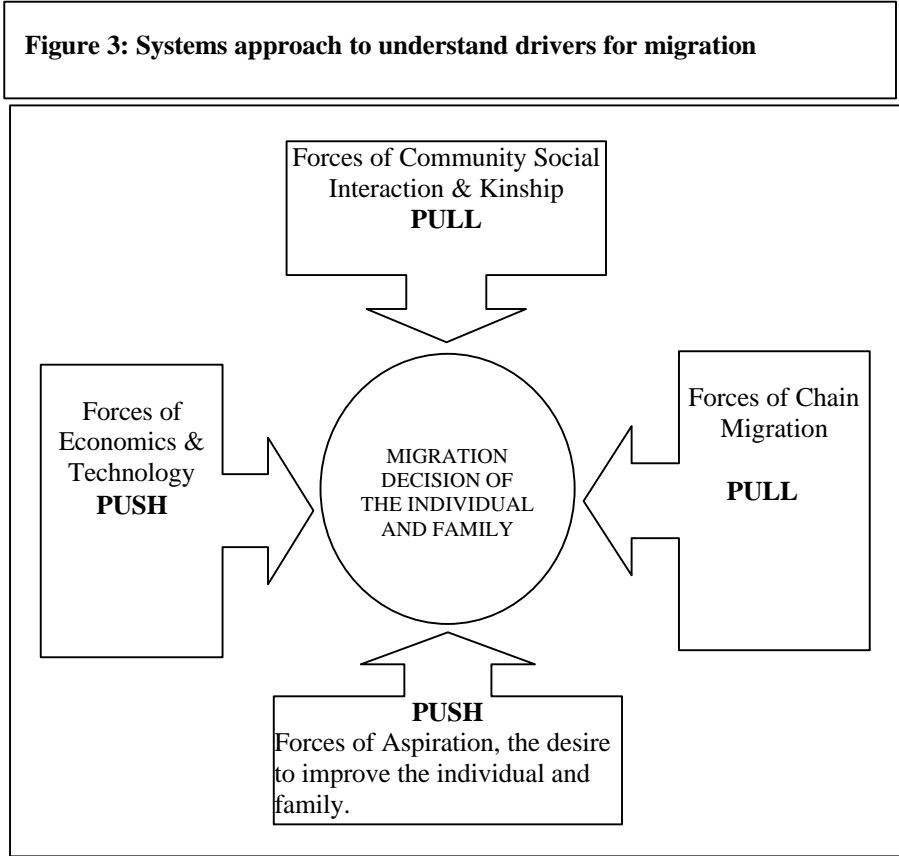 Figure 3: Systems approach to understand drivers for migration
Forces of Community Social
Interaction & Kinship
PULL
Forces of
Economics &
Technology
PUSH
MIGRATION
DECISION OF
THE INDIVIDUAL
AND FAMILY
Forces of Chain
Migration
PULL
PUSH
Forces of Aspiration, the desire
to improve the individual and
family.